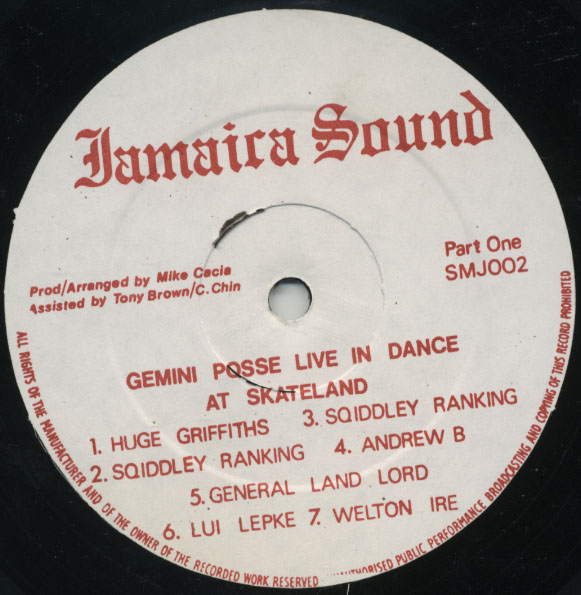 Jamaica Sound
Part One
SMJ002
Prod/Arranged by Mike Cacia
Assisted by Tony Brown/C. Chin
GEMINI POSSE LIVE IN DANCE
AT SKATELAND
1. HUGE GRIFFITHS
2. SQIDDLEY RANKING
3. SQIDDLEY RANKING
4. ANDREW B
5. GENERAL LAND LORD
6. LUI LEPKE 7. WELTON IRE
ALL RIGHTS OF THE MANUFACTURER AND OF THE OWNER OF THE RECORDED WORK RESERVED
UNAUTHORISED PUBLIC PERFORMANCE BROADCASTING AND COPYING OF THIS RECORD PROHIBITED